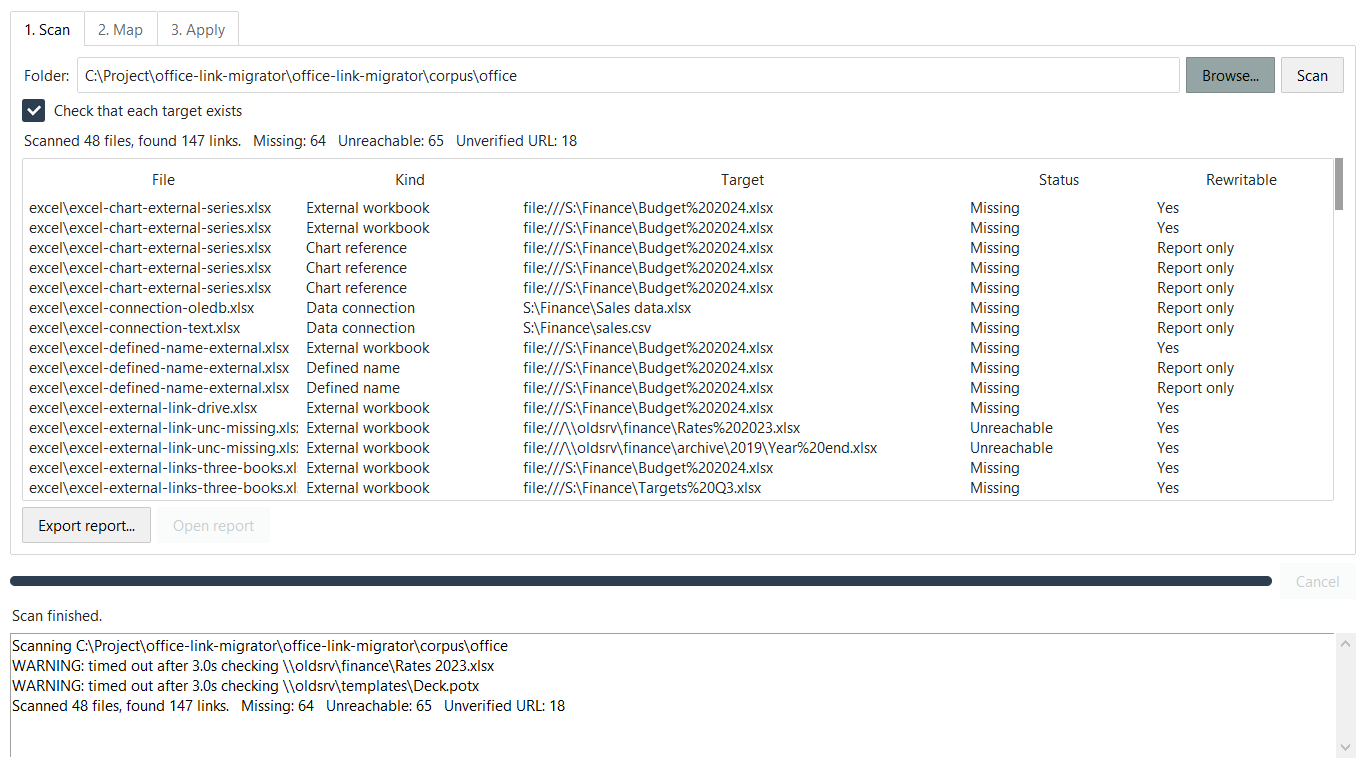 1. Scan 2. Map 3. Apply
Folder: C:\Project\office-link-migrator\office-link-migrator\corpus\office Browse... Scan
Check that each target exists
Scanned 48 files, found 147 links. Missing: 64 Unreachable: 65 Unverified URL: 18
File Kind Target Status Rewritable
excel\excel-chart-external-series.xlsx External workbook file:///S:\Finance\Budget%202024.xlsx Missing Yes
excel\excel-chart-external-series.xlsx External workbook file:///S:\Finance\Budget%202024.xlsx Missing Yes
excel\excel-chart-external-series.xlsx Chart reference file:///S:\Finance\Budget%202024.xlsx Missing Report only
excel\excel-chart-external-series.xlsx Chart reference file:///S:\Finance\Budget%202024.xlsx Missing Report only
excel\excel-chart-external-series.xlsx Chart reference file:///S:\Finance\Budget%202024.xlsx Missing Report only
excel\excel-connection-oledb.xlsx Data connection S:\Finance\Sales data.xlsx Missing Report only
excel\excel-connection-text.xlsx Data connection S:\Finance\sales.csv Missing Report only
excel\excel-defined-name-external.xlsx External workbook file:///S:\Finance\Budget%202024.xlsx Missing Yes
excel\excel-defined-name-external.xlsx Defined name file:///S:\Finance\Budget%202024.xlsx Missing Report only
excel\excel-defined-name-external.xlsx Defined name file:///S:\Finance\Budget%202024.xlsx Missing Report only
excel\excel-external-link-drive.xlsx External workbook file:///S:\Finance\Budget%202024.xlsx Missing Yes
excel\excel-external-link-unc-missing.xls External workbook file:///\\oldsrv\finance\Rates%202023.xlsx Unreachable Yes
excel\excel-external-link-unc-missing.xls External workbook file:///\\oldsrv\finance\archive\2019\Year%20end.xlsx Unreachable Yes
excel\excel-external-links-three-books.xl External workbook file:///S:\Finance\Budget%202024.xlsx Missing Yes
excel\excel-external-links-three-books.xl External workbook file:///S:\Finance\Targets%20Q3.xlsx Missing Yes
Export report... Open report
Cancel
Scan finished.
Scanning C:\Project\office-link-migrator\office-link-migrator\corpus\office
WARNING: timed out after 3.0s checking \\oldsrv\finance\Rates 2023.xlsx
WARNING: timed out after 3.0s checking \\oldsrv\templates\Deck.potx
Scanned 48 files, found 147 links. Missing: 64 Unreachable: 65 Unverified URL: 18